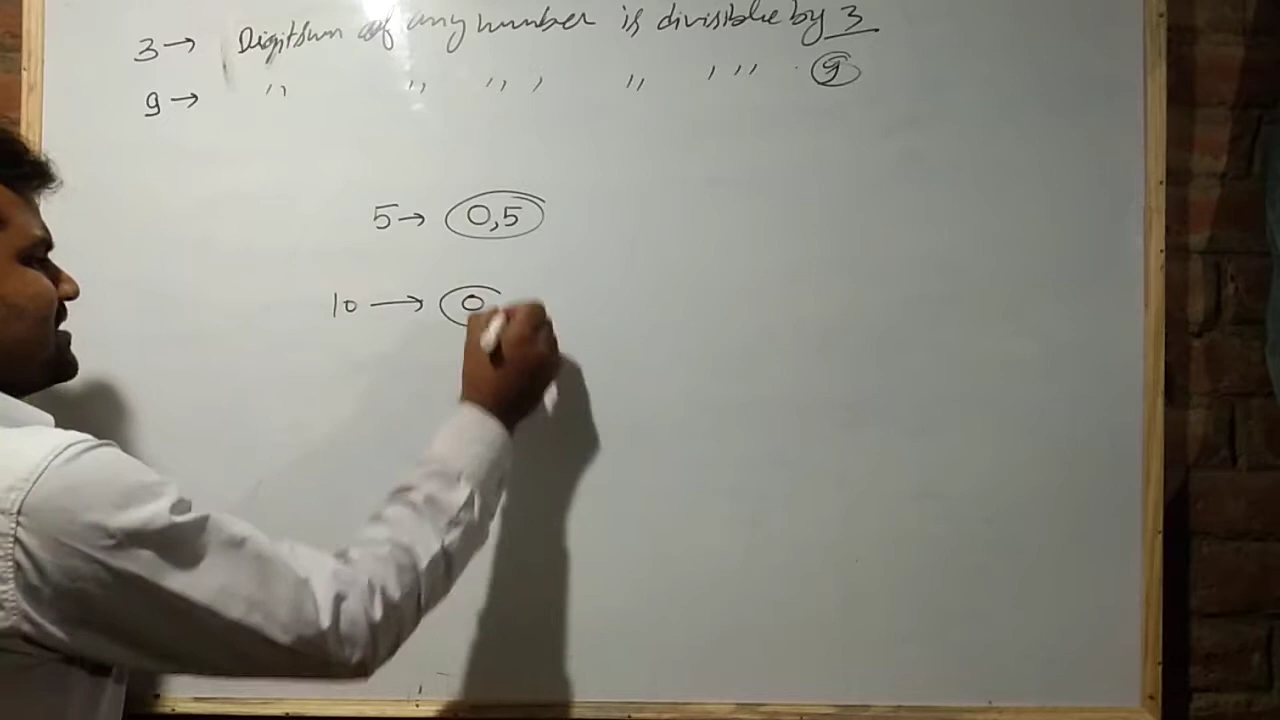 3→ Digitsum of any number is divisible by 3
9→ ,, ,, ,, , ,, , ,, 9
5→ 0,5
10→ 0